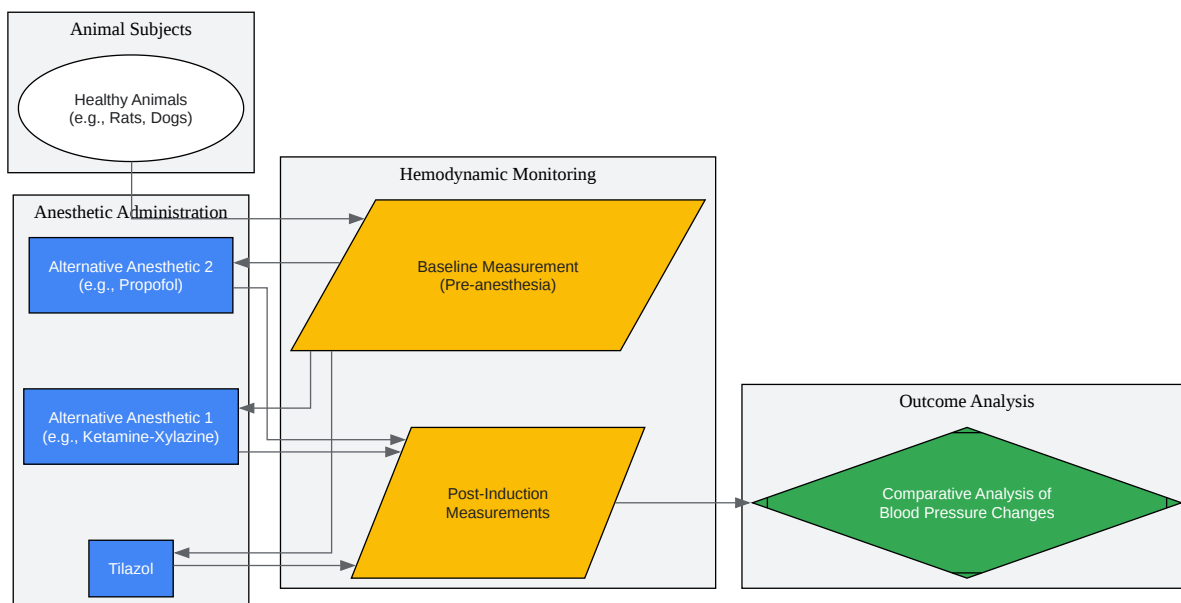 Animal Subjects
Healthy Animals
(e.g., Rats, Dogs)
Hemodynamic Monitoring
Anesthetic Administration
Alternative Anesthetic 2
(e.g., Propofol)
Baseline Measurement
(Pre-anesthesia)
Alternative Anesthetic 1
(e.g., Ketamine-Xylazine)
Outcome Analysis
Post-Induction
Measurements
Comparative Analysis of
Blood Pressure Changes
Tilazol